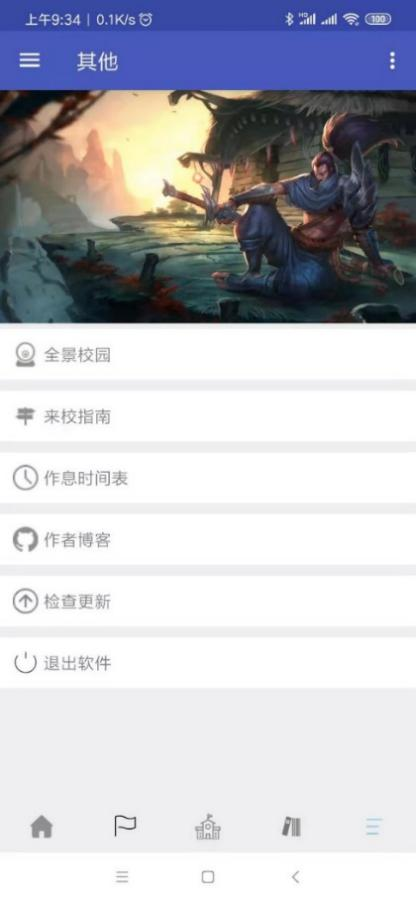 上午9:34 | 0.1K/s
HD
100
其他
全景校园
来校指南
作息时间表
作者博客
检查更新
退出软件